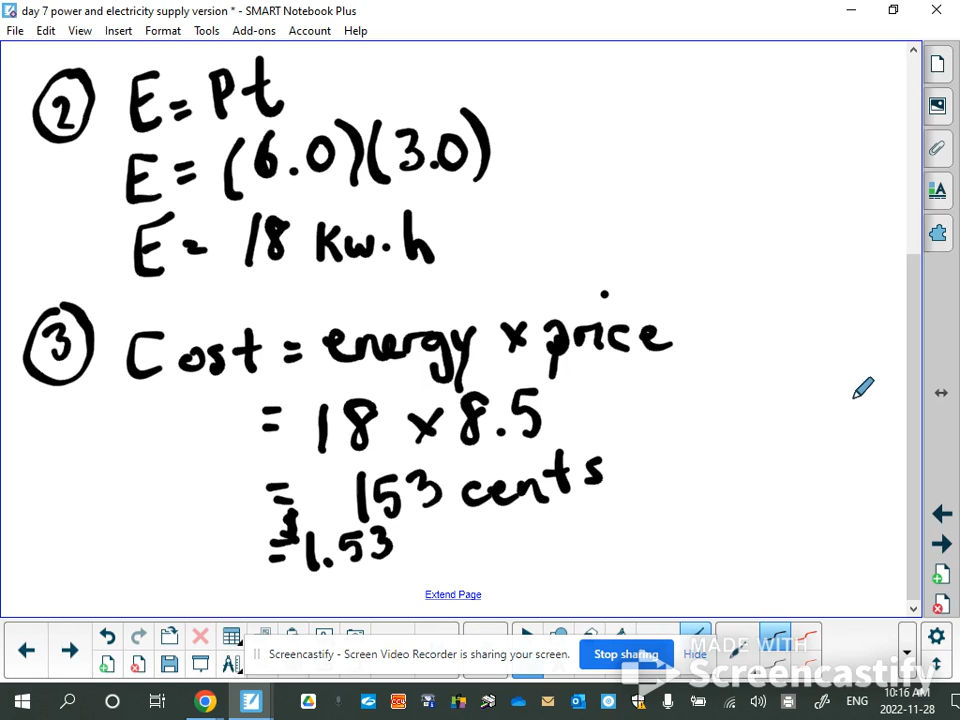 day 7 power and electricity supply version * - SMART Notebook Plus
File Edit View Insert Format Tools Add-ons Account Help
② E = Pt
E = (6.0)(3.0)
E = 18 Kw·h
③ Cost = energy × price
= 18 × 8.5
= 153 cents
= $1.53
Extend Page
Screencastify - Screen Video Recorder is sharing your screen.
Stop sharing
Hide
MADE WITH
Screencastify
ENG
10:16 AM
2022-11-28